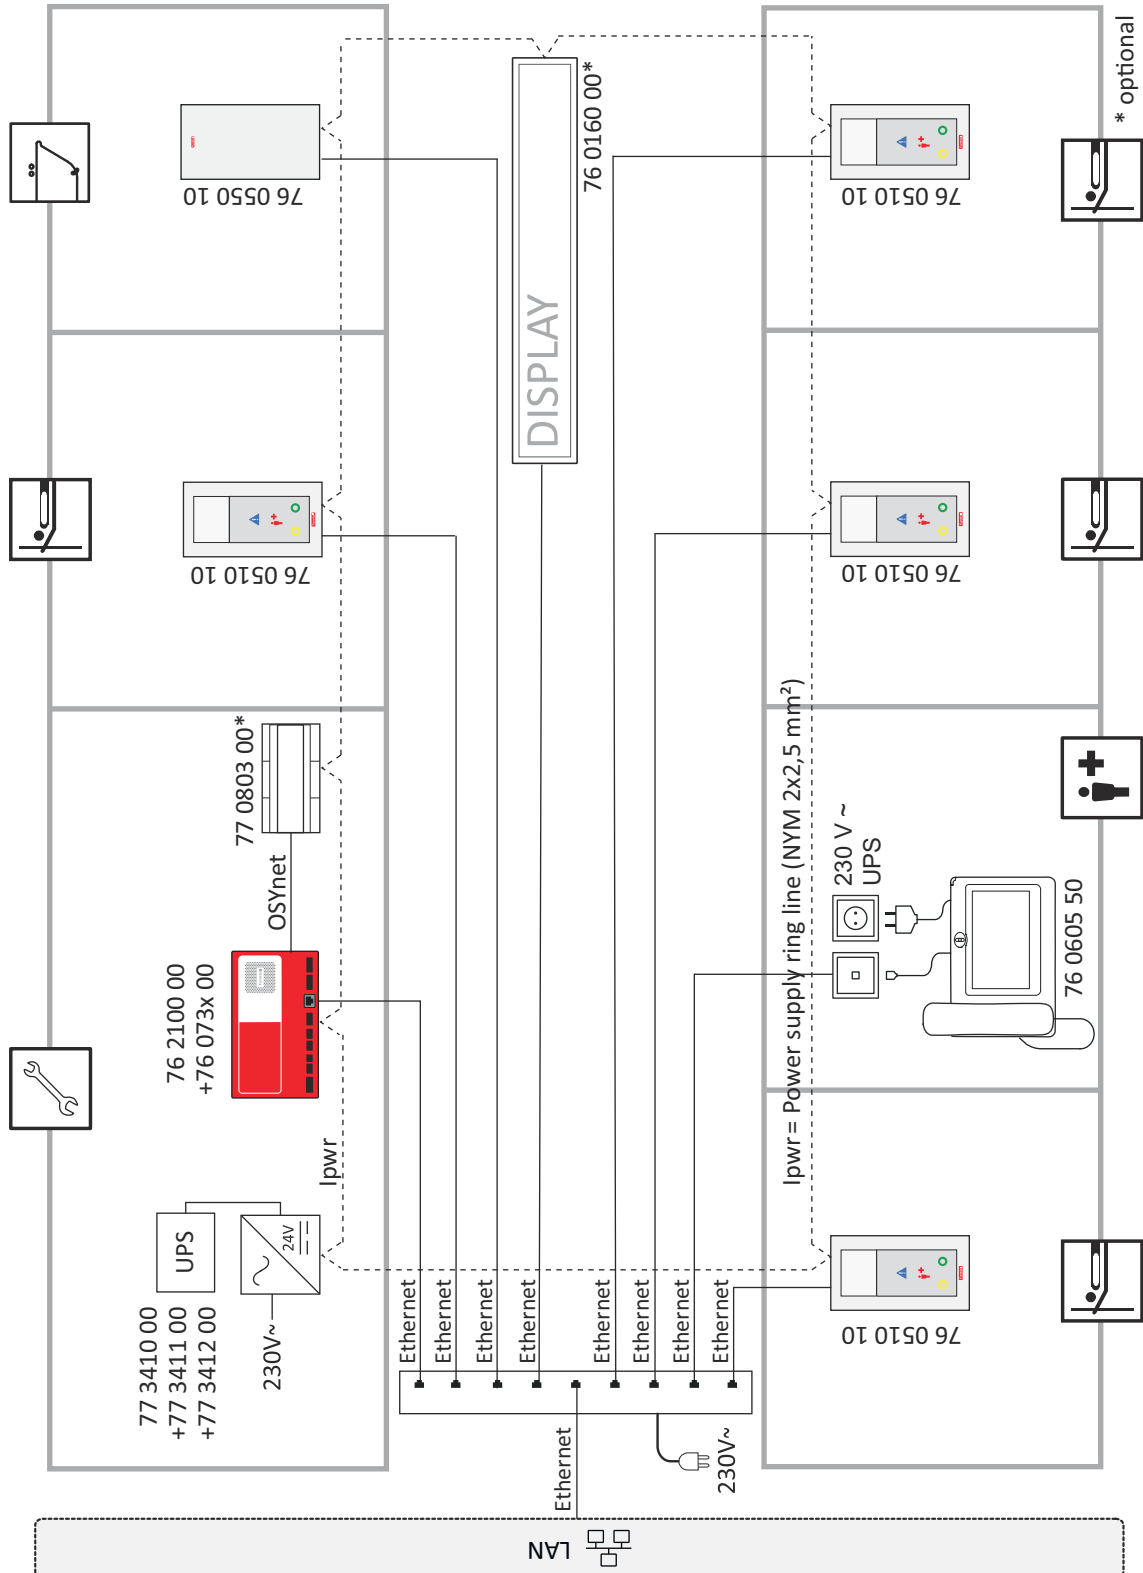 * optional
76 0550 10
76 0160 00*
DISPLAY
76 0510 10
76 0510 10
76 0510 10
77 0803 00*
OSYnet
76 2100 00
+76 073x 00
Ipwr
Ipwr= Power supply ring line (NYM 2x2,5 mm²)
230 V ~
UPS
76 0605 50
UPS
24V
77 3410 00
+77 3411 00
+77 3412 00
230V~
76 0510 10
Ethernet
Ethernet
Ethernet
Ethernet
Ethernet
Ethernet
Ethernet
Ethernet
Ethernet
230V~
LAN